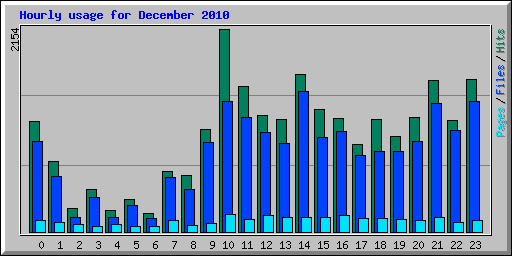 Hourly usage for December 2010
2154
Pages/Files/Hits
0 1 2 3 4 5 6 7 8 9 10 11 12 13 14 15 16 17 18 19 20 21 22 23